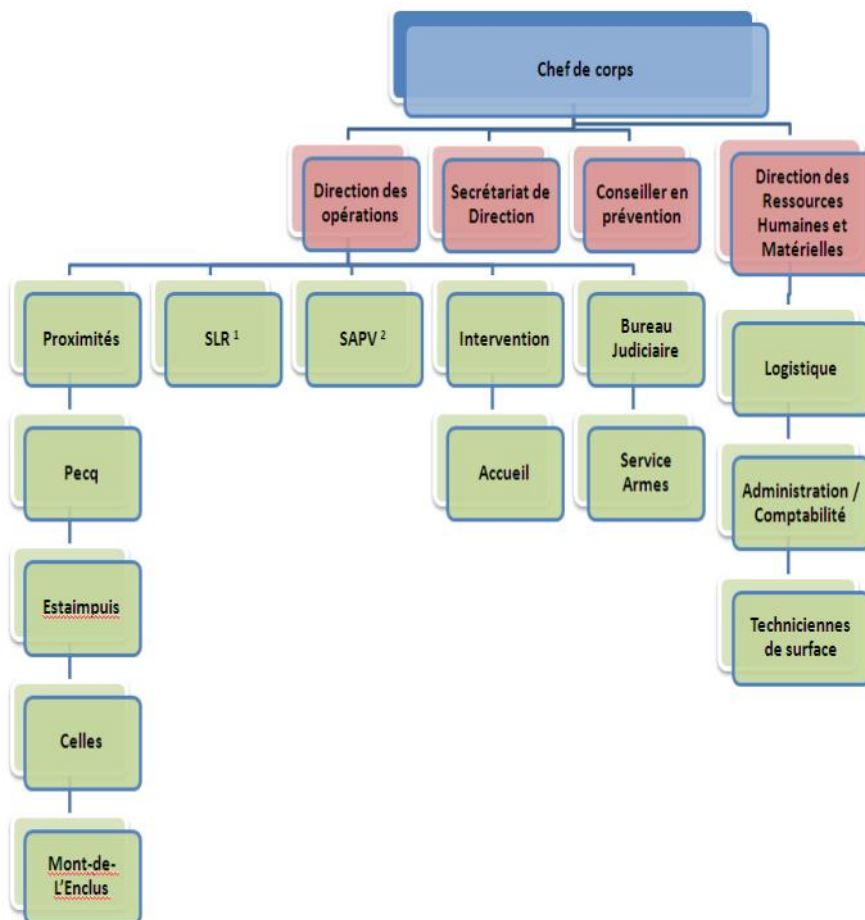 Chef de corps
Direction des
opérations
Secrétariat de
Direction
Conseiller en
prévention
Direction des
Ressources
Humaines et
Matérielles
Proximités
SLR ¹
SAPV ²
Intervention
Bureau
Judiciaire
Logistique
Pecq
Accueil
Service
Armes
Administration /
Comptabilité
Estaimpuis
Techniciennes
de surface
Celles
Mont-de-
L'Enclus